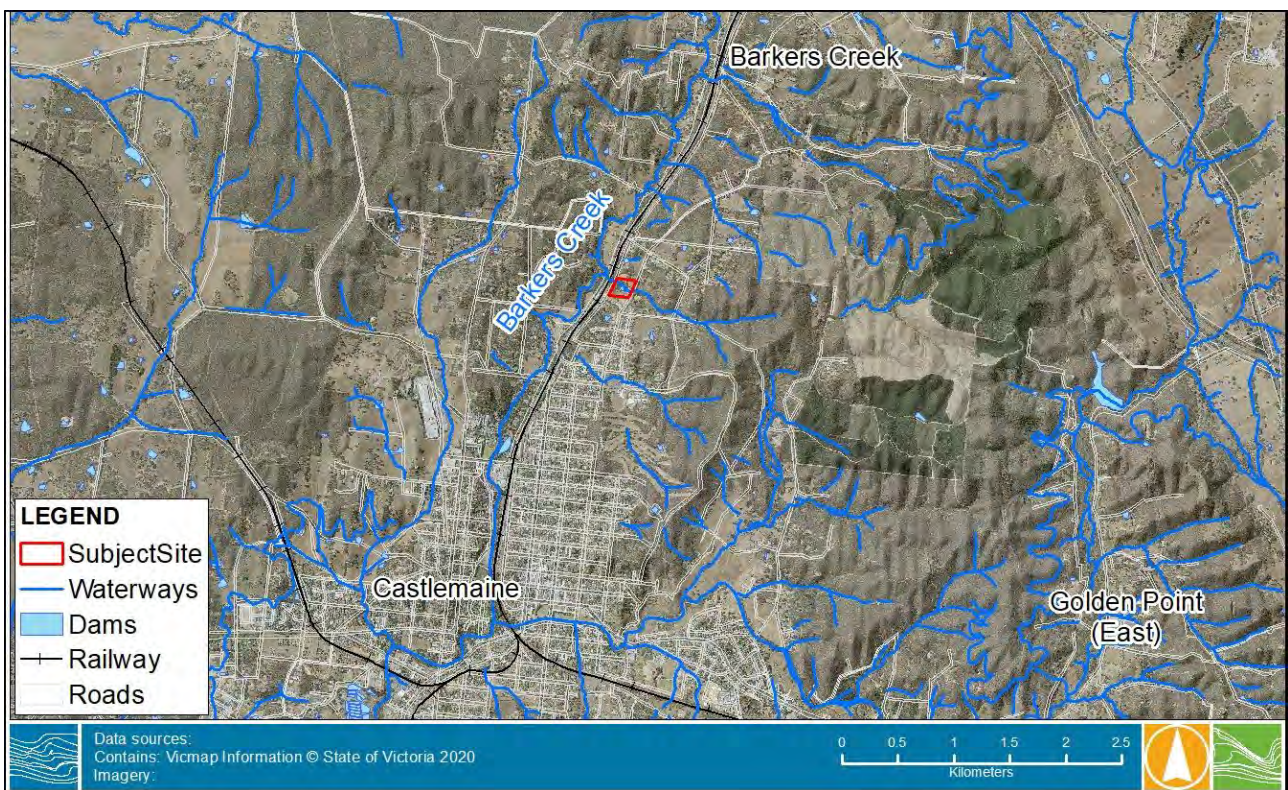 Barkers Creek
Barkers Creek
Castlemaine
Golden Point
(East)
LEGEND
SubjectSite
Waterways
Dams
Railway
Roads
Data sources:
Contains: Vicmap Information © State of Victoria 2020
Imagery:
0 0.5 1 1.5 2 2.5
Kilometers